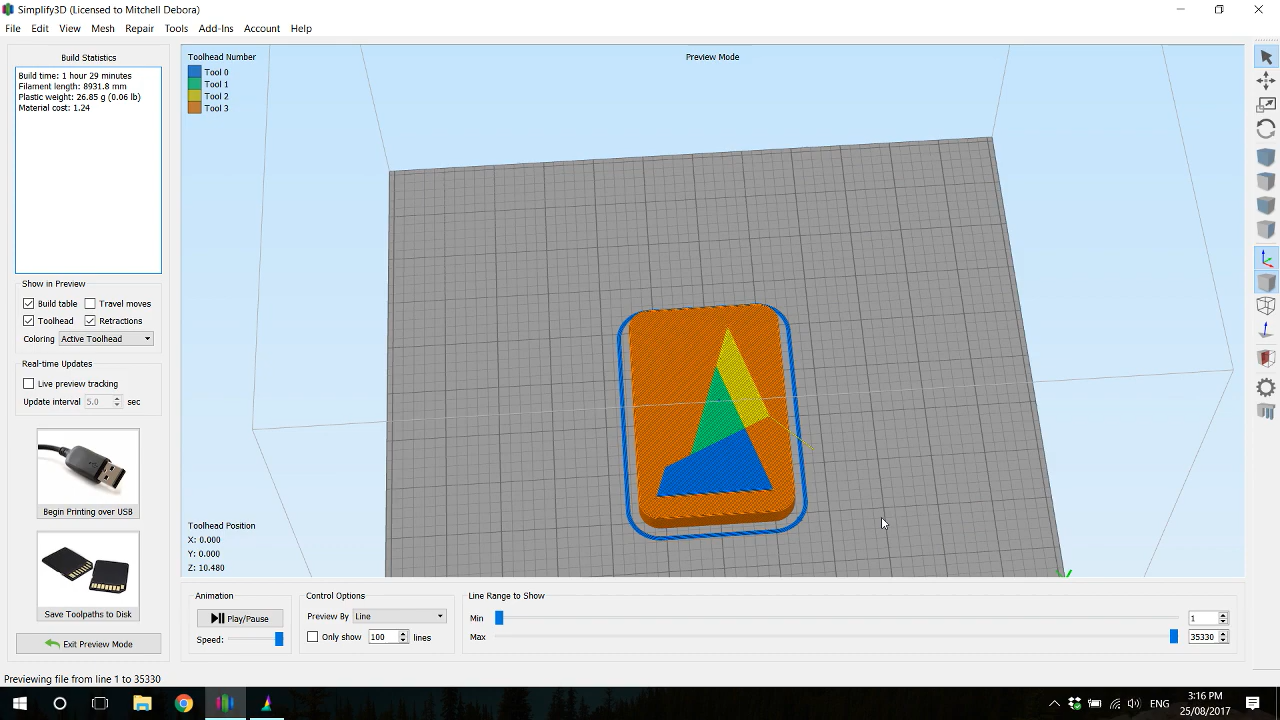 Simplify3D (Licensed to Mitchell Debora)
File Edit View Mesh Repair Tools Add-Ins Account Help
Build Statistics
Build time: 1 hour 29 minutes
Filament length: 8931.8 mm
Plastic weight: 26.85 g (0.06 lb)
Material cost: 1.24
Show in Preview
Build table Travel moves
Toolhead Retractions
Coloring Active Toolhead
Real-time Updates
Live preview tracking
Update interval 5.0 sec
Begin Printing over USB
Save Toolpaths to Disk
Exit Preview Mode
Toolhead Number
Tool 0
Tool 1
Tool 2
Tool 3
Preview Mode
Toolhead Position
X: 0.000
Y: 0.000
Z: 10.480
Animation
Play/Pause
Speed:
Control Options
Preview By Line
Only show 100 lines
Line Range to Show
Min 1
Max 35330
Previewing file from line 1 to 35330
ENG
3:16 PM
25/08/2017